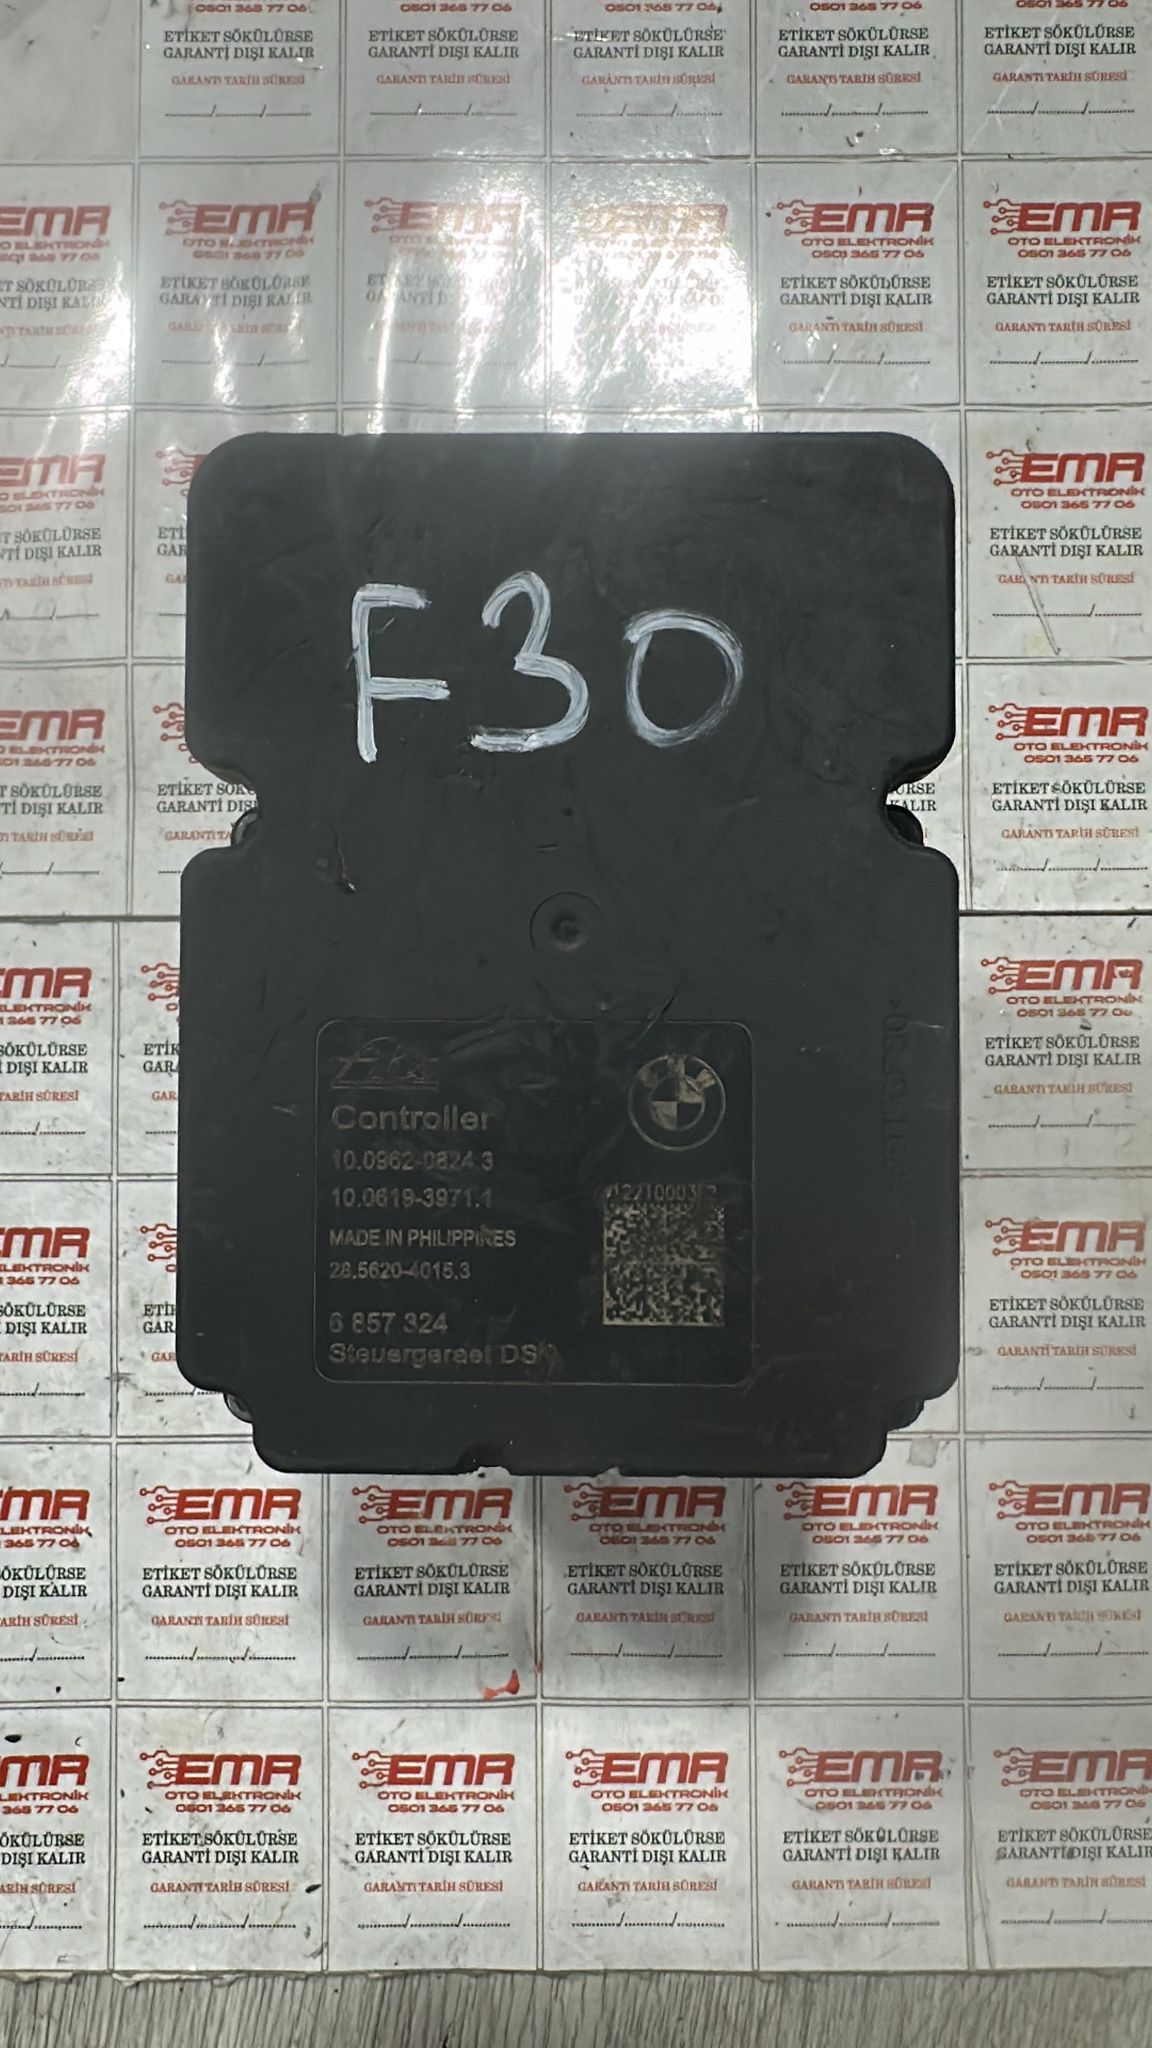 EMR
OTO ELEKTRONİK
0501 365 77 06
ETİKET SÖKÜLÜRSE
GARANTİ DIŞI KALIR
GARANTI TARİH SÜRESİ
F30
Controller
10.0962-0824.3
10.0619-3971.1
MADE IN PHILIPPINES
28.5620-4015.3
6 857 324
Steuergeraet